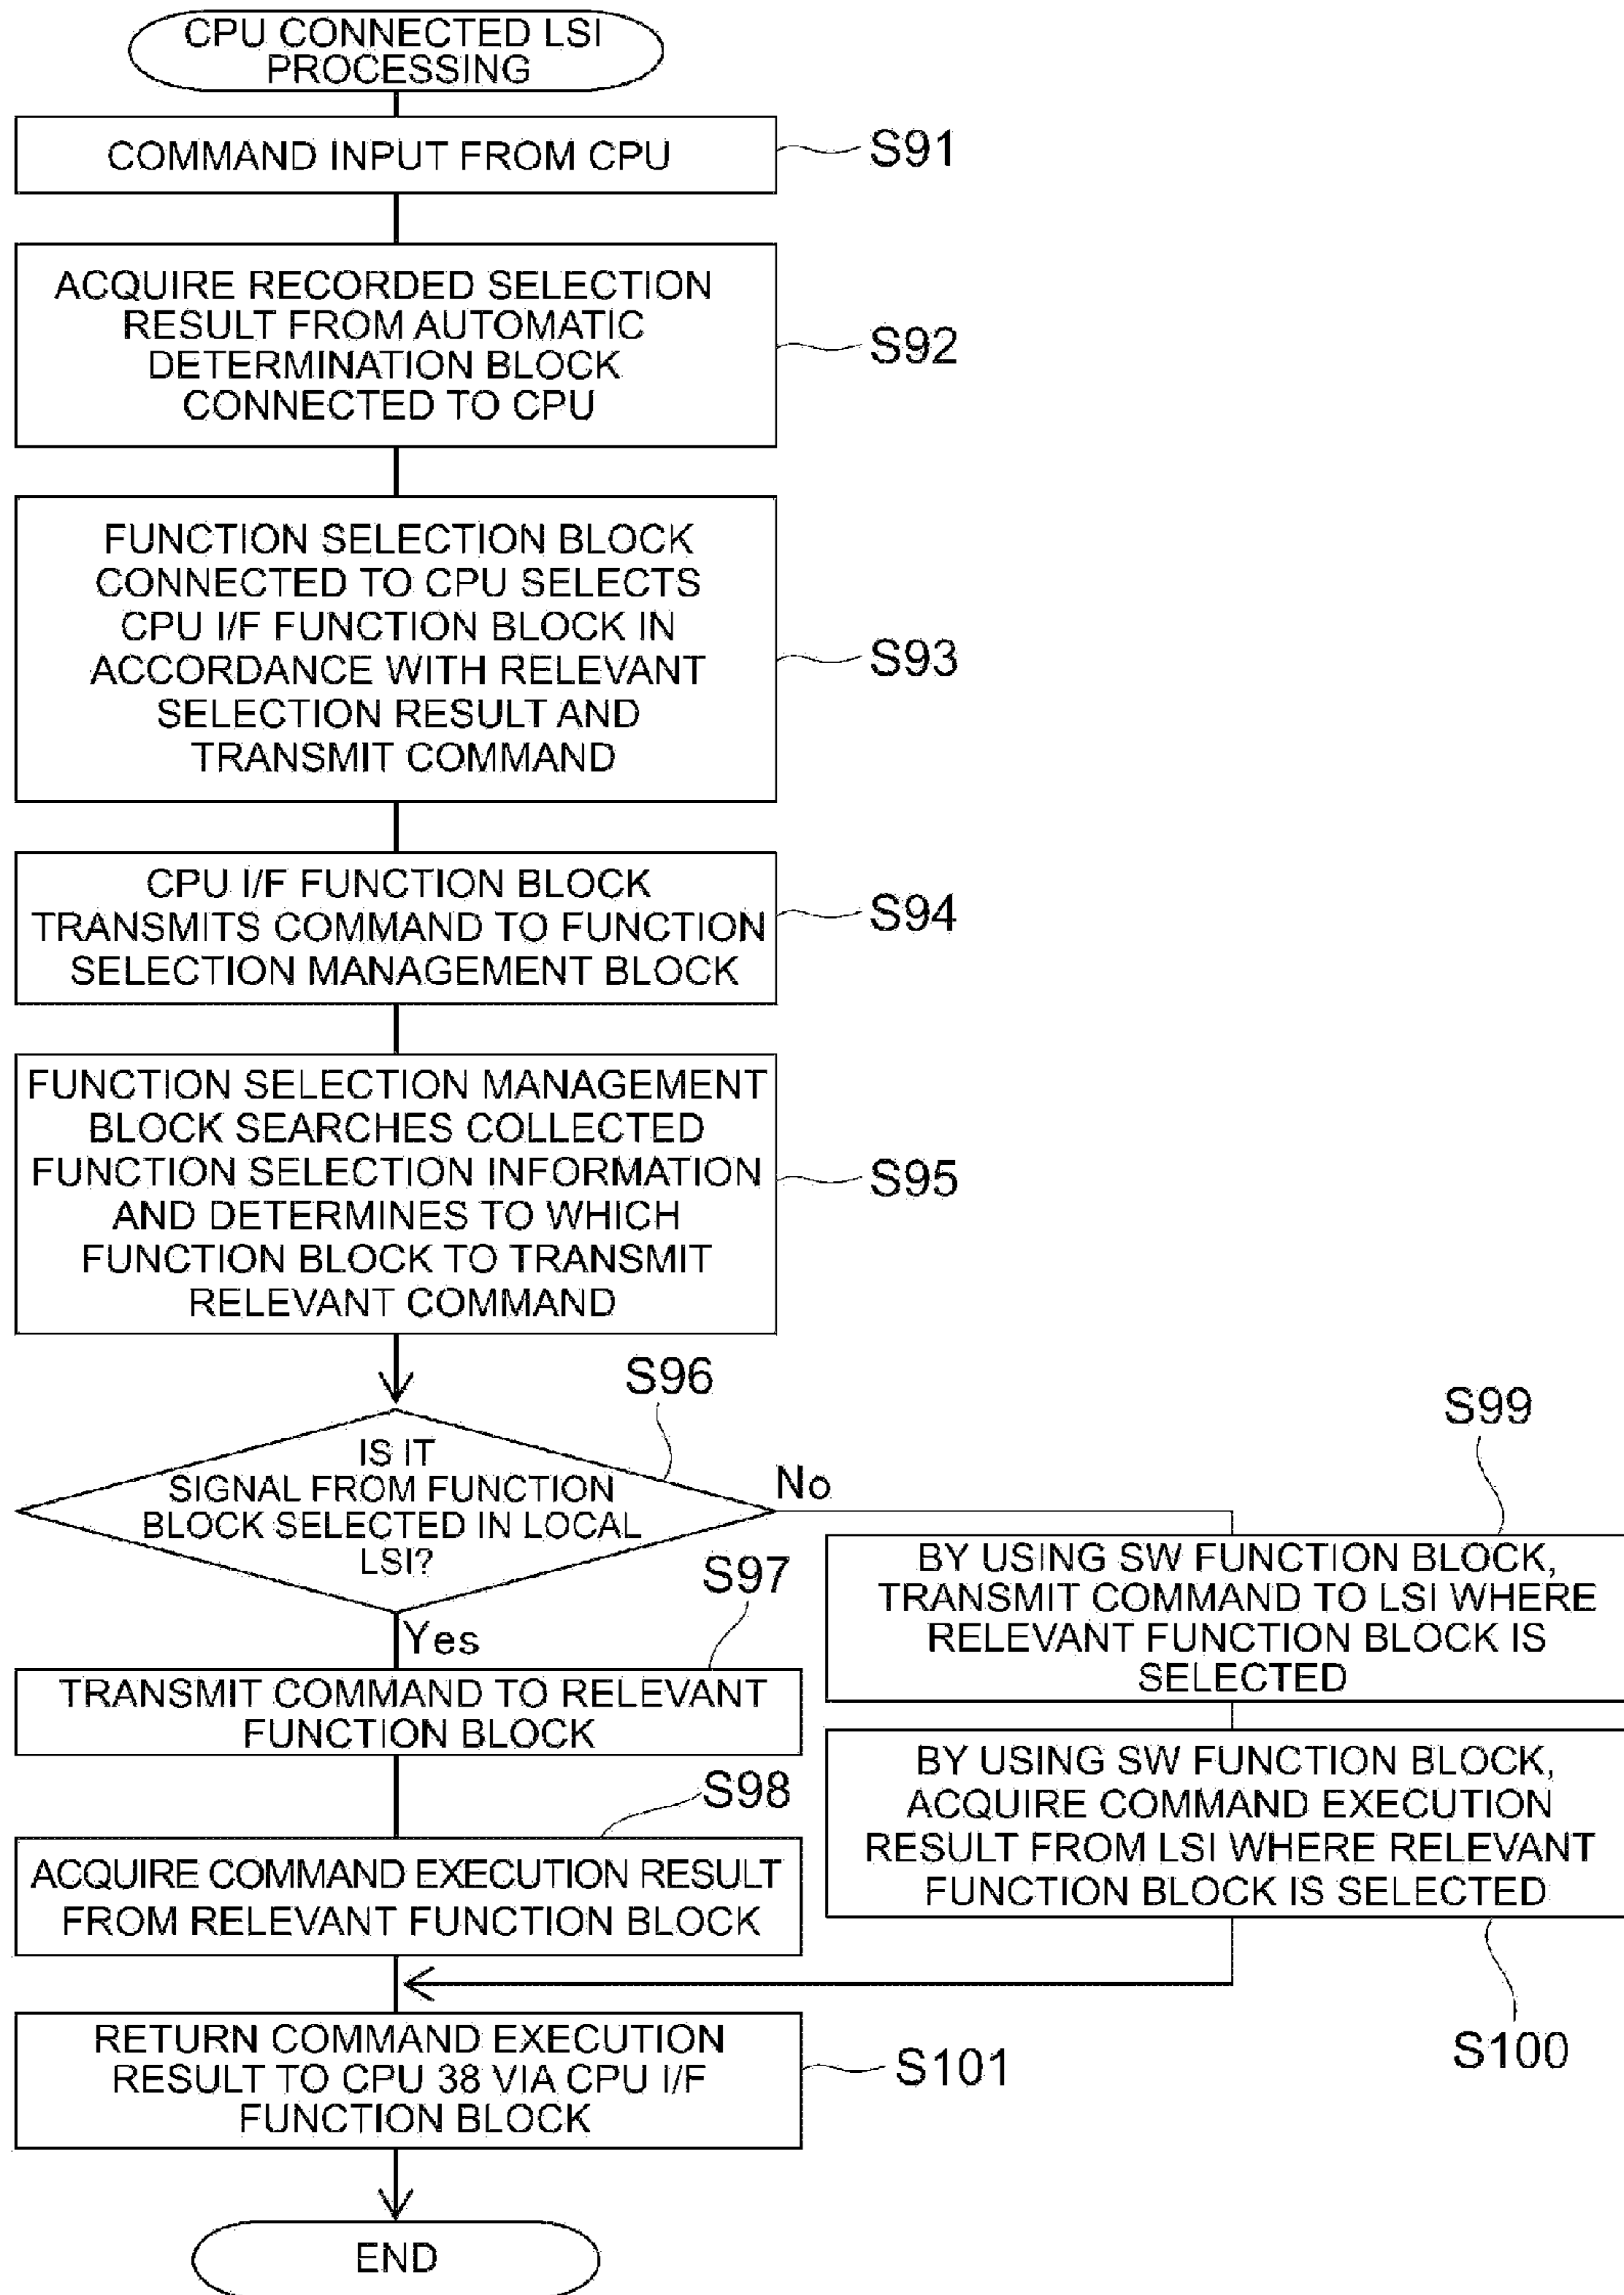 CPU CONNECTED LSI
PROCESSING
COMMAND INPUT FROM CPU
S91
ACQUIRE RECORDED SELECTION
RESULT FROM AUTOMATIC
DETERMINATION BLOCK
CONNECTED TO CPU
S92
FUNCTION SELECTION BLOCK
CONNECTED TO CPU SELECTS
CPU I/F FUNCTION BLOCK IN
ACCORDANCE WITH RELEVANT
SELECTION RESULT AND
TRANSMIT COMMAND
S93
CPU I/F FUNCTION BLOCK
TRANSMITS COMMAND TO FUNCTION
SELECTION MANAGEMENT BLOCK
S94
FUNCTION SELECTION MANAGEMENT
BLOCK SEARCHES COLLECTED
FUNCTION SELECTION INFORMATION
AND DETERMINES TO WHICH
FUNCTION BLOCK TO TRANSMIT
RELEVANT COMMAND
S95
S96
IS IT
SIGNAL FROM FUNCTION
BLOCK SELECTED IN LOCAL
LSI?
No
Yes
S97
TRANSMIT COMMAND TO RELEVANT
FUNCTION BLOCK
S98
ACQUIRE COMMAND EXECUTION RESULT
FROM RELEVANT FUNCTION BLOCK
S99
BY USING SW FUNCTION BLOCK,
TRANSMIT COMMAND TO LSI WHERE
RELEVANT FUNCTION BLOCK IS
SELECTED
BY USING SW FUNCTION BLOCK,
ACQUIRE COMMAND EXECUTION
RESULT FROM LSI WHERE RELEVANT
FUNCTION BLOCK IS SELECTED
S100
RETURN COMMAND EXECUTION
RESULT TO CPU 38 VIA CPU I/F
FUNCTION BLOCK
S101
END